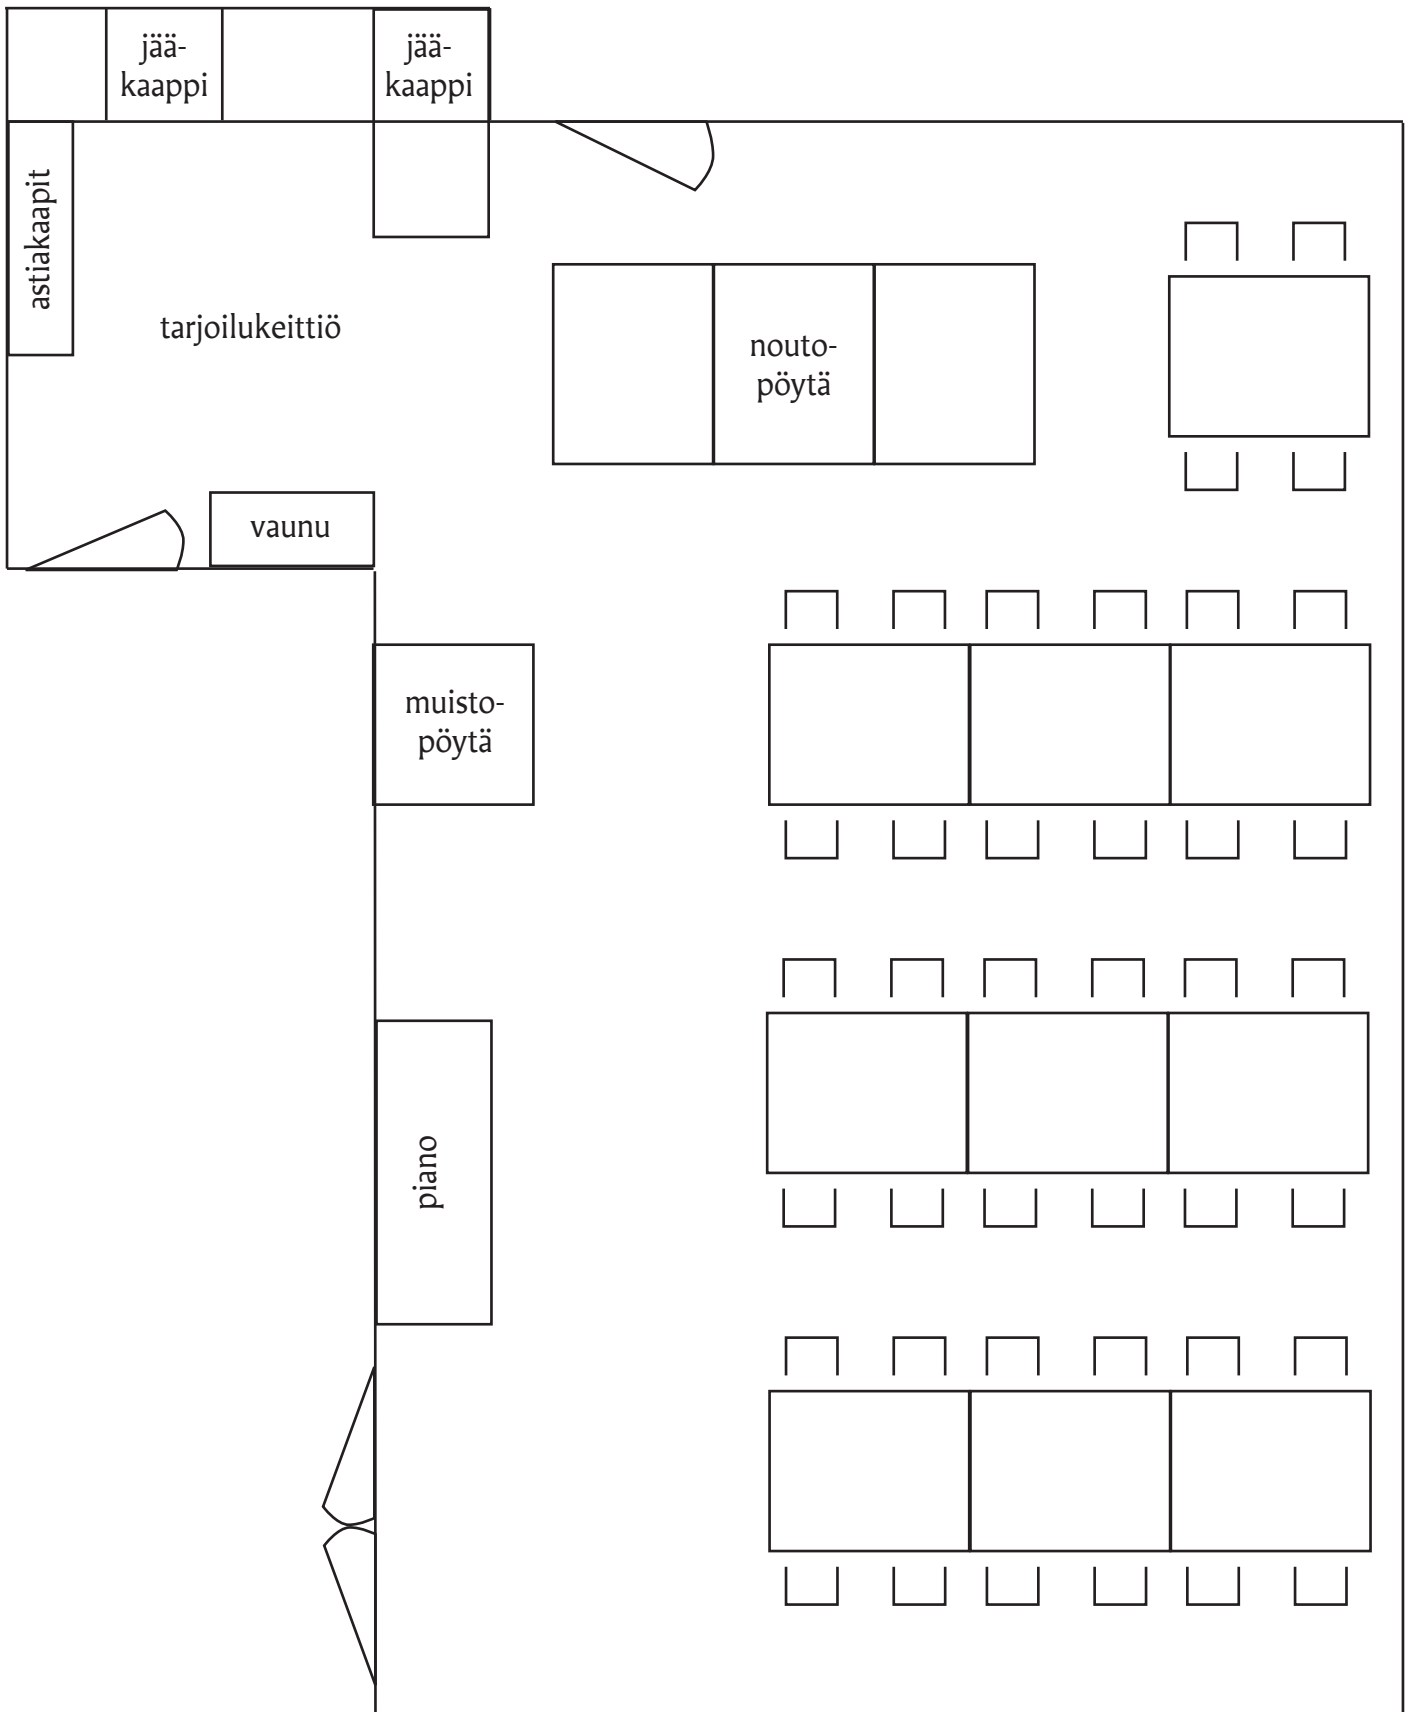 jää-
kaappi
jää-
kaappi
astiakaapit
tarjoilukeittiö
nouto-
pöytä
vaunu
muisto-
pöytä
piano